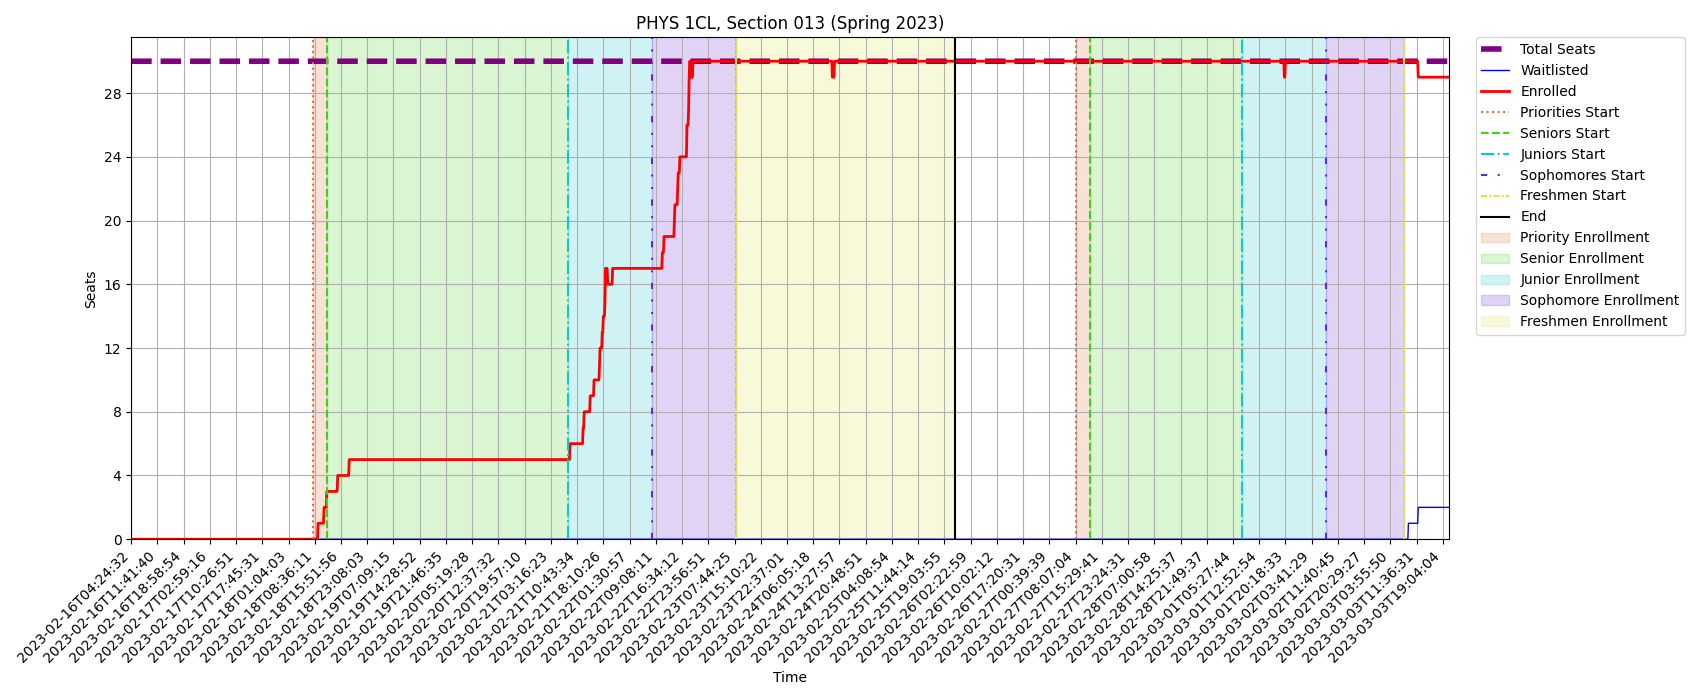 PHYS 1CL, Section 013 (Spring 2023)
Seats
28
24
20
16
12
8
4
0
2023-02-16T04:24:32
2023-02-16T11:41:40
2023-02-16T18:58:54
2023-02-17T02:59:16
2023-02-17T10:26:51
2023-02-17T17:45:31
2023-02-18T01:04:03
2023-02-18T08:36:11
2023-02-18T15:51:56
2023-02-18T23:08:03
2023-02-19T07:09:15
2023-02-19T14:28:52
2023-02-19T21:46:35
2023-02-20T05:19:28
2023-02-20T12:37:32
2023-02-20T19:57:10
2023-02-21T03:16:23
2023-02-21T10:43:34
2023-02-21T18:10:26
2023-02-22T01:30:57
2023-02-22T09:08:11
2023-02-22T16:34:12
2023-02-22T23:56:51
2023-02-23T07:44:25
2023-02-23T15:10:22
2023-02-23T22:37:01
2023-02-24T06:05:18
2023-02-24T13:27:57
2023-02-24T20:48:51
2023-02-25T04:08:54
2023-02-25T11:44:14
2023-02-25T19:03:55
2023-02-26T02:22:59
2023-02-26T10:02:12
2023-02-26T17:20:31
2023-02-27T00:39:39
2023-02-27T08:07:04
2023-02-27T15:29:41
2023-02-27T23:24:31
2023-02-28T07:00:58
2023-02-28T14:25:37
2023-02-28T21:49:37
2023-03-01T05:27:44
2023-03-01T12:52:54
2023-03-01T20:18:33
2023-03-02T03:41:29
2023-03-02T11:40:45
2023-03-02T20:29:27
2023-03-03T03:55:50
2023-03-03T11:36:31
2023-03-03T19:04:04
Time
Total Seats
Waitlisted
Enrolled
Priorities Start
Seniors Start
Juniors Start
Sophomores Start
Freshmen Start
End
Priority Enrollment
Senior Enrollment
Junior Enrollment
Sophomore Enrollment
Freshmen Enrollment